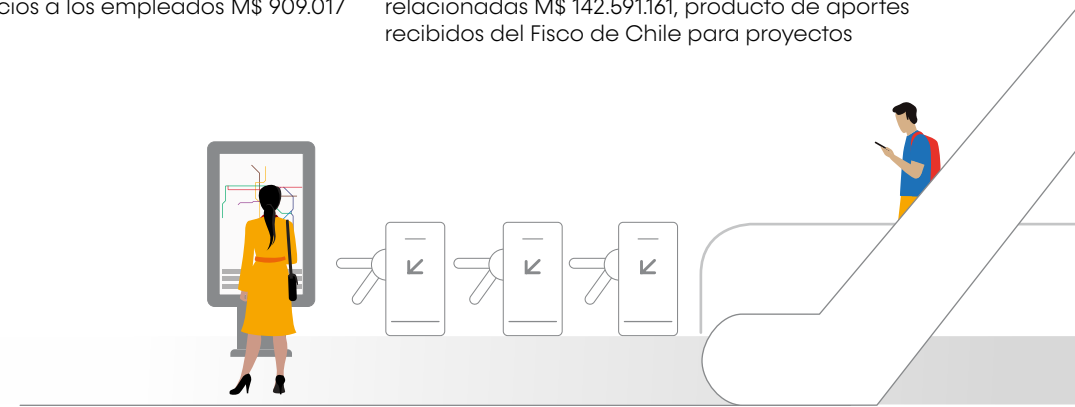 cios a los empleados M$ 909.017
relacionadas M$ 142.591.161, producto de aportes
recibidos del Fisco de Chile para proyectos